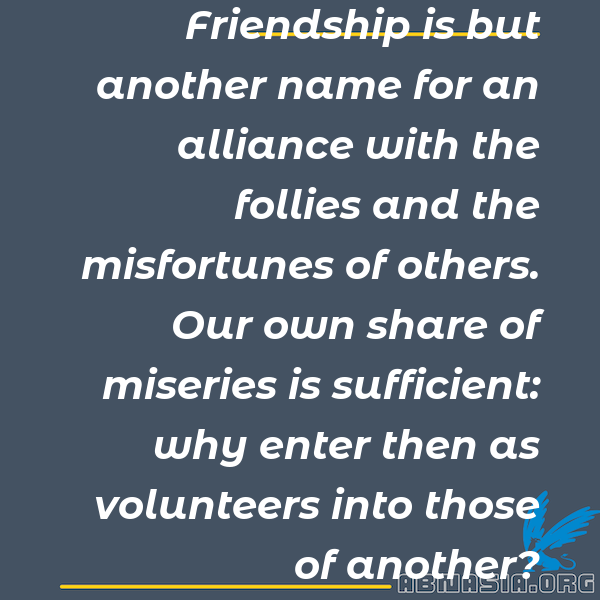 Friendship is but
another name for an
alliance with the
follies and the
misfortunes of others.
Our own share of
miseries is sufficient:
why enter then as
volunteers into those
of another?
ABNASIA.ORG